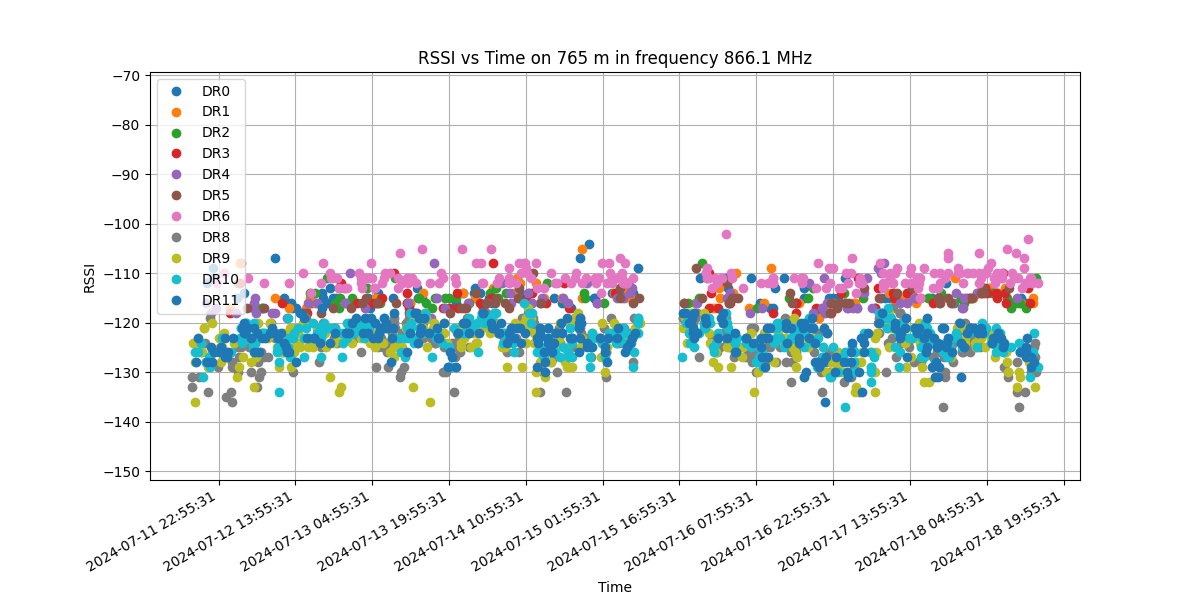 RSSI vs Time on 765 m in frequency 866.1 MHz
RSSI
−70
−80
−90
−100
−110
−120
−130
−140
−150
DR0
DR1
DR2
DR3
DR4
DR5
DR6
DR8
DR9
DR10
DR11
2024-07-11 22:55:31
2024-07-12 13:55:31
2024-07-13 04:55:31
2024-07-13 19:55:31
2024-07-14 10:55:31
2024-07-15 01:55:31
2024-07-15 16:55:31
2024-07-16 07:55:31
2024-07-16 22:55:31
2024-07-17 13:55:31
2024-07-18 04:55:31
2024-07-18 19:55:31
Time